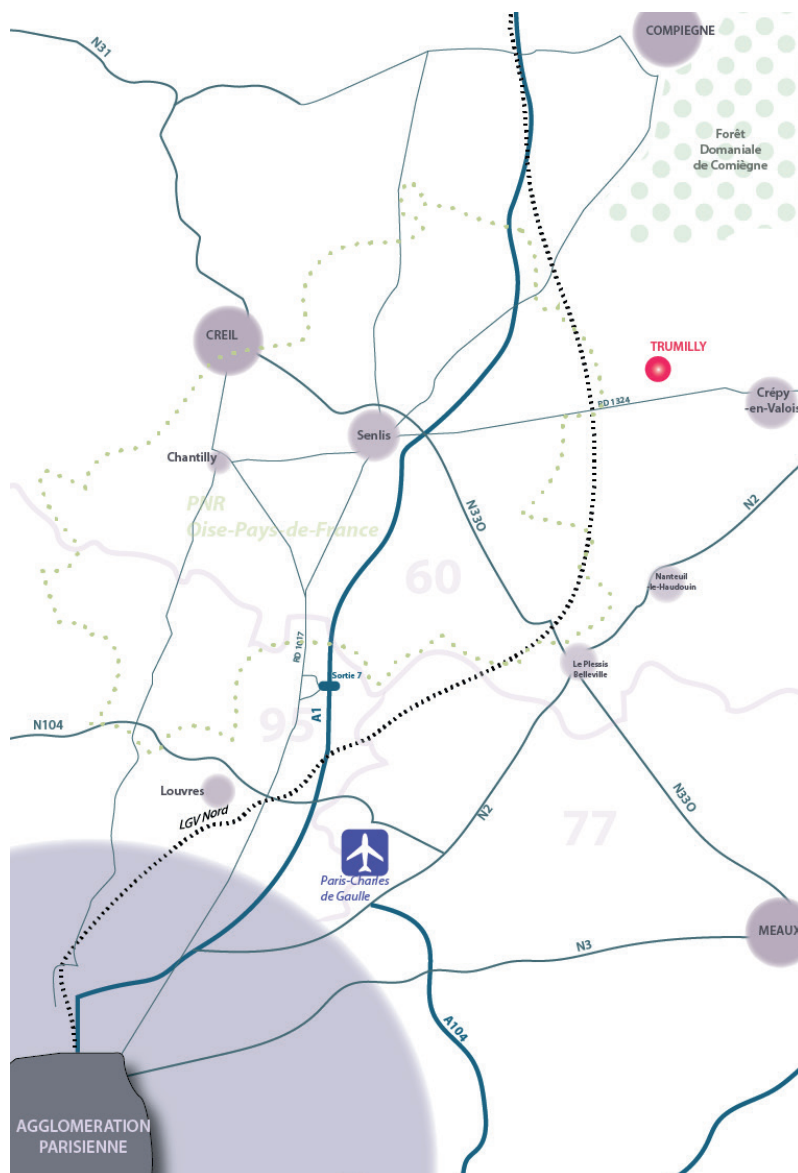 COMPIEGNE
N31
Forêt
Domaniale
de Comiègne
CREIL
TRUMILLY
Crépy
-en-Valois
RD 1324
Senlis
Chantilly
N2
PNR
Oise-Pays-de-France
N33O
60
Nanteuil
-le-Haudouin
RD 1017
Le Plessis
Belleville
Sortie 7
A1
N104
95
Louvres
N33O
LGV Nord
N2
77
Paris-Charles
de Gaulle
MEAUX
N3
A104
AGGLOMERATION
PARISIENNE